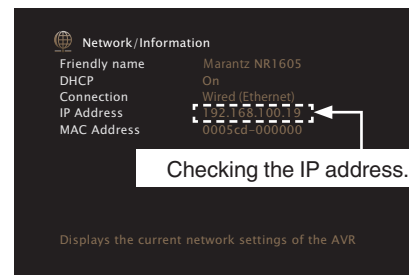 Network/Information
Friendly name Marantz NR1605
DHCP On
Connection Wired (Ethernet)
IP Address 192.168.100.19
MAC Address 0005cd-000000
Checking the IP address.
Displays the current network settings of the AVR